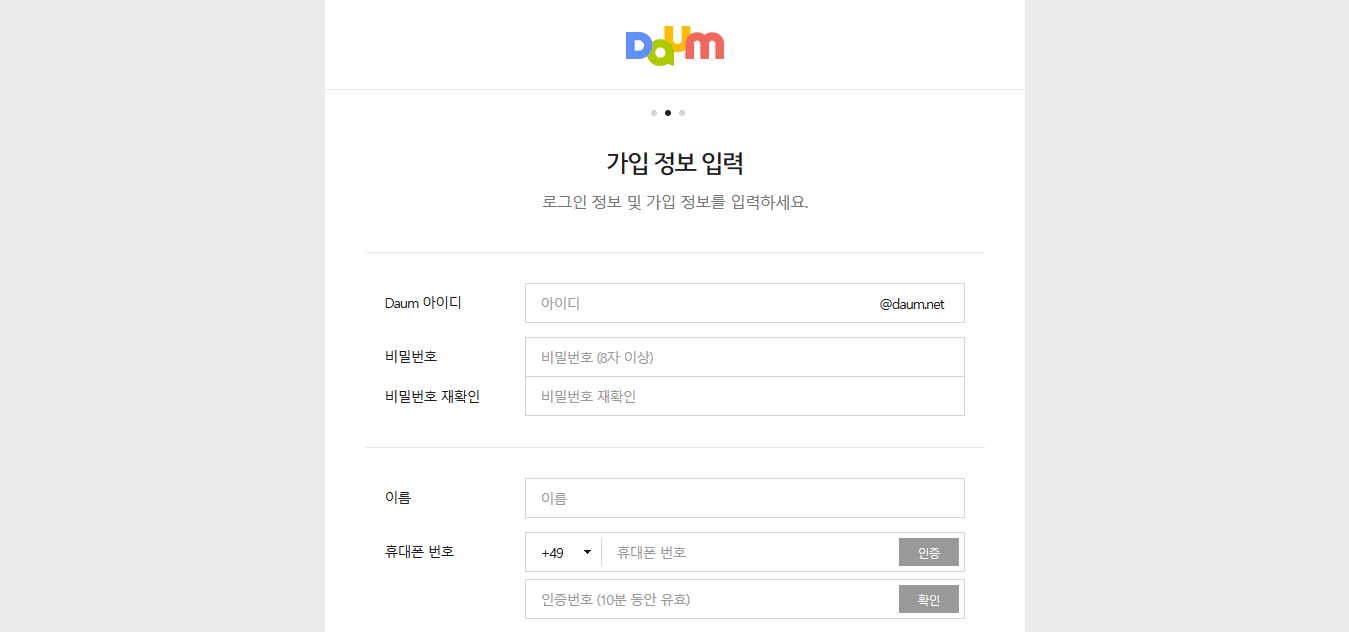 Daum
가입 정보 입력
로그인 정보 및 가입 정보를 입력하세요.
Daum 아이디
아이디
@daum.net
비밀번호
비밀번호 (8자 이상)
비밀번호 재확인
비밀번호 재확인
이름
이름
휴대폰 번호
+49
휴대폰 번호
인증
인증번호 (10분 동안 유효)
확인